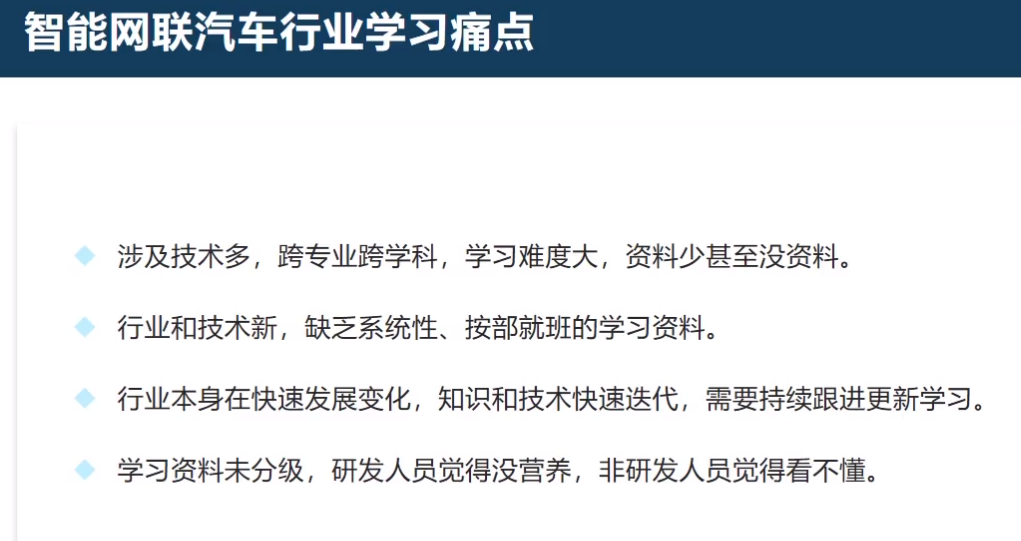 智能网联汽车行业学习痛点
涉及技术多，跨专业跨学科，学习难度大，资料少甚至没资料。
行业和技术新，缺乏系统性、按部就班的学习资料。
行业本身在快速发展变化，知识和技术快速迭代，需要持续跟进更新学习。
学习资料未分级，研发人员觉得没营养，非研发人员觉得看不懂。